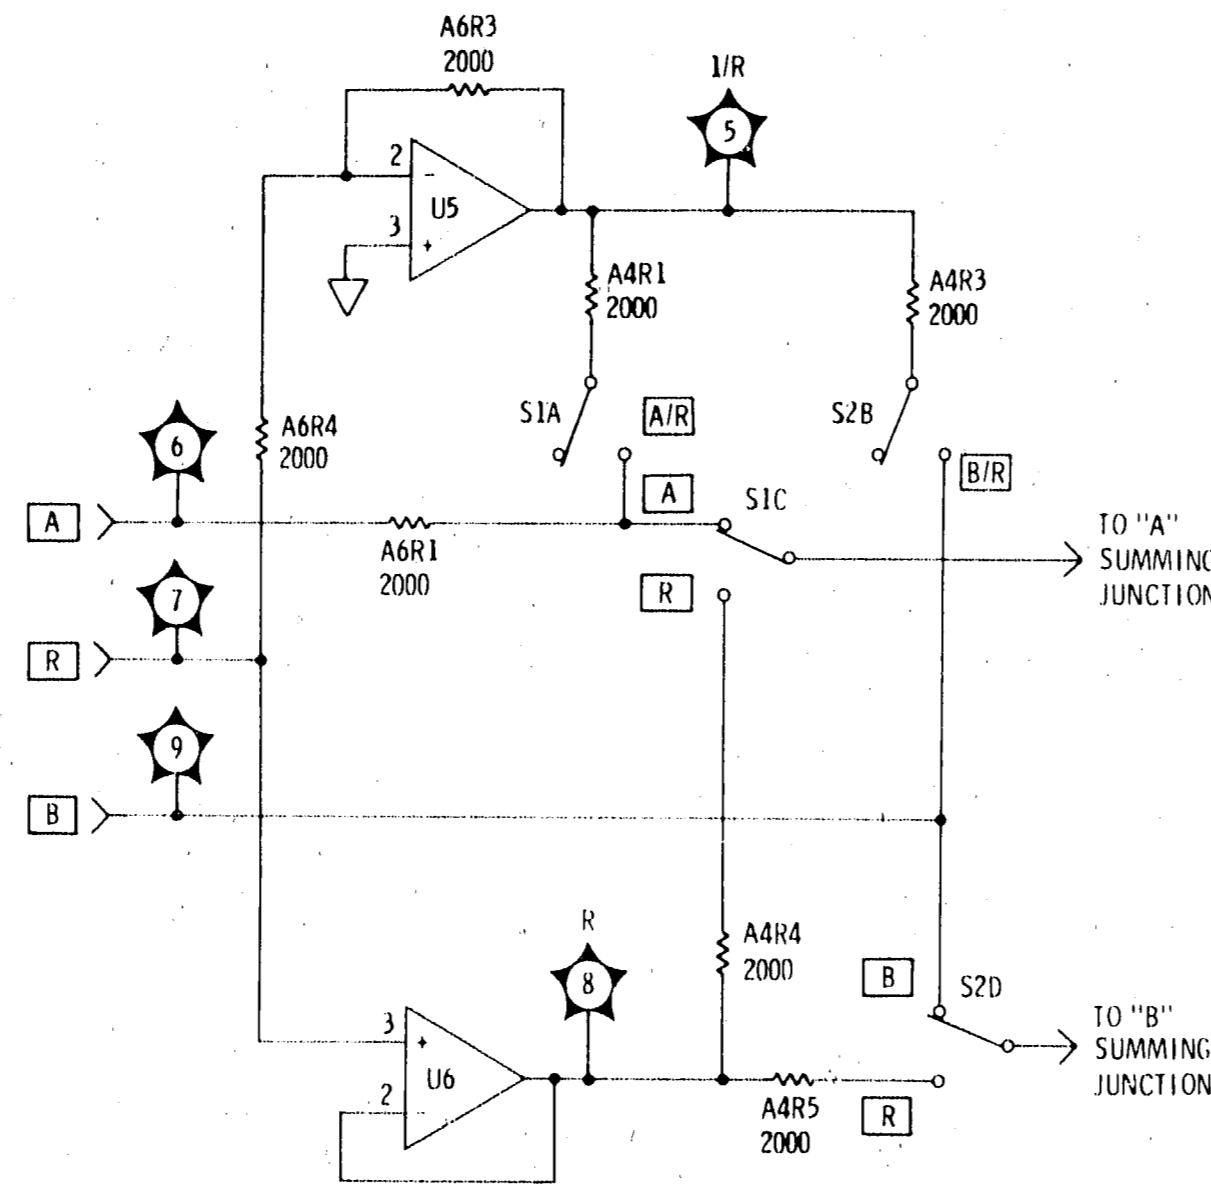 A6R3
2000
1/R
5
2
-
U5
3
+
A4R1
2000
A4R3
2000
S1A
A/R
S2B
6
A6R4
2000
B/R
A
A
S1C
A6R1
2000
TO "A"
SUMMING
JUNCTION
7
R
R
9
B
R
8
A4R4
2000
B
S2D
TO "B"
SUMMING
JUNCTION
3
+
U6
2
-
A4R5
2000
R